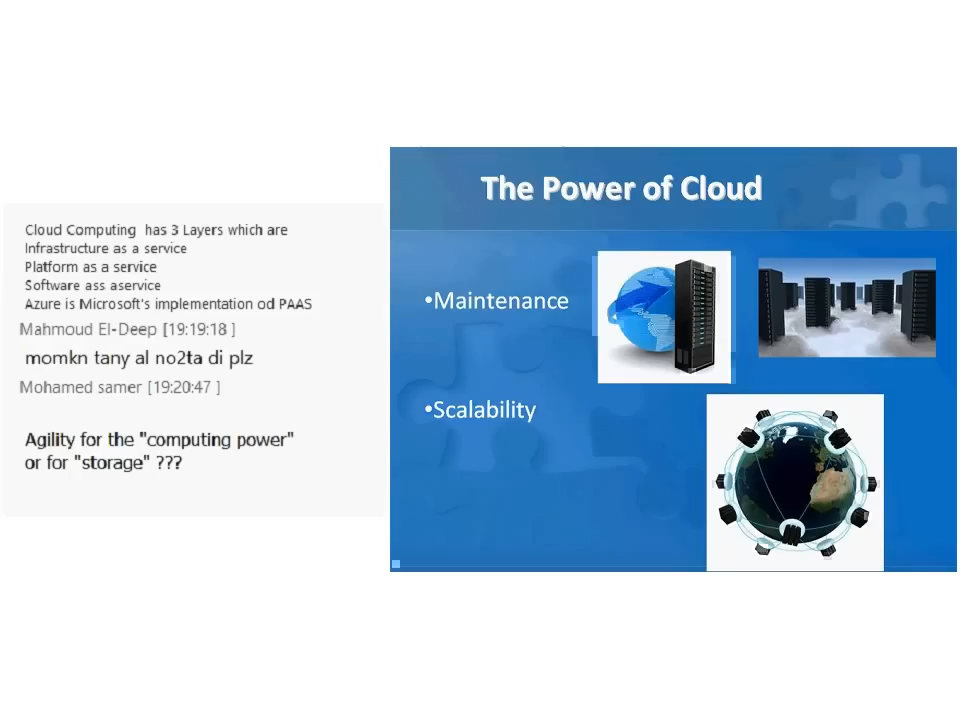 Cloud Computing has 3 Layers which are
Infrastructure as a service
Platform as a service
Software ass aservice
Azure is Microsoft's implementation od PAAS
Mahmoud El-Deep [19:19:18 ]
momkn tany al no2ta di plz
Mohamed samer [19:20:47 ]
Agility for the "computing power"
or for "storage" ???
The Power of Cloud
•Maintenance
•Scalability